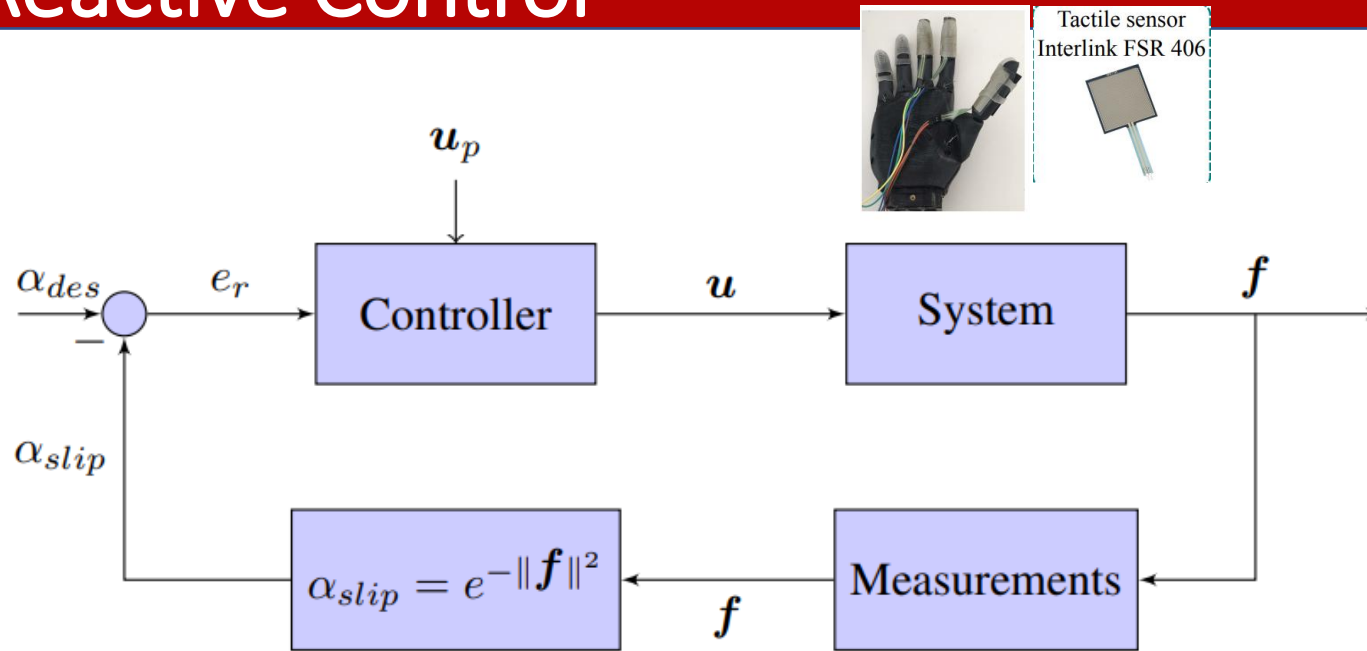 Reactive Control
Tactile sensor
Interlink FSR 406
u_p
α_des
e_r
Controller
u
System
f
−
α_slip
α_slip = e^{-‖f‖²}
f
Measurements